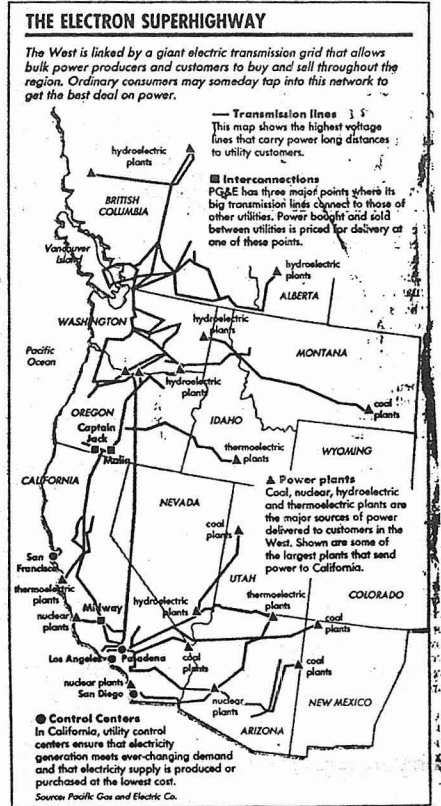 THE ELECTRON SUPERHIGHWAY
The West is linked by a giant electric transmission grid that allows
bulk power producers and customers to buy and sell throughout the
region. Ordinary consumers may someday tap into this network to
get the best deal on power.
Transmission lines
This map shows the highest voltage
lines that carry power long distances
to utility customers.
hydroelectric
plants
Interconnections
PG&E has three major points where its
big transmission lines connect to those of
other utilities. Power bought and sold
between utilities is priced for delivery at
one of these points.
BRITISH
COLUMBIA
Vancouver
Island
hydroelectric
plants
ALBERTA
WASHINGTON
hydroelectric
plants
MONTANA
Pacific
Ocean
hydroelectric
plants
coal
plants
OREGON
IDAHO
Captain
Jack
Malin
thermoelectric
plants
WYOMING
CALIFORNIA
NEVADA
Power plants
Coal, nuclear, hydroelectric
and thermoelectric plants are
the major sources of power
delivered to customers in the
West. Shown are some of
the largest plants that send
power to California.
coal
plants
San
Francisco
UTAH
COLORADO
thermoelectric
plants
hydroelectric
plants
thermoelectric
plants
nuclear
plants
Midway
coal
plants
Los Angeles
Pasadena
coal
plants
coal
plants
nuclear plants
San Diego
nuclear
plants
ARIZONA
NEW MEXICO
Control Centers
In California, utility control
centers ensure that electricity
generation meets ever-changing demand
and that electricity supply is produced or
purchased at the lowest cost.
Source: Pacific Gas and Electric Co.